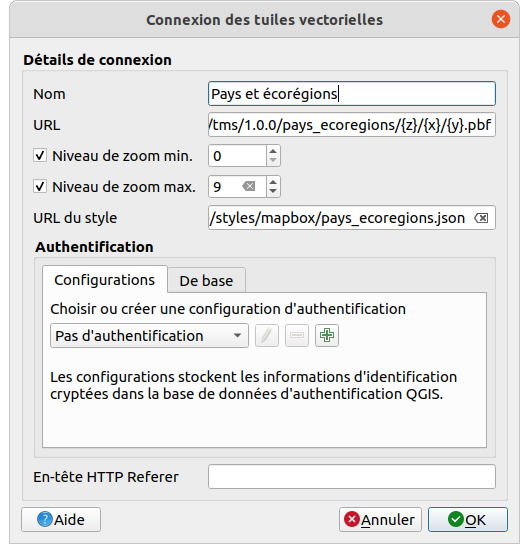 Connexion des tuiles vectorielles
Détails de connexion
Nom Pays et écorégions
URL /tms/1.0.0/pays_ecoregions/{z}/{x}/{y}.pbf
Niveau de zoom min. 0
Niveau de zoom max. 9
URL du style /styles/mapbox/pays_ecoregions.json
Authentification
Configurations De base
Choisir ou créer une configuration d'authentification
Pas d'authentification
Les configurations stockent les informations d'identification
cryptées dans la base de données d'authentification QGIS.
En-tête HTTP Referer
Aide Annuler OK